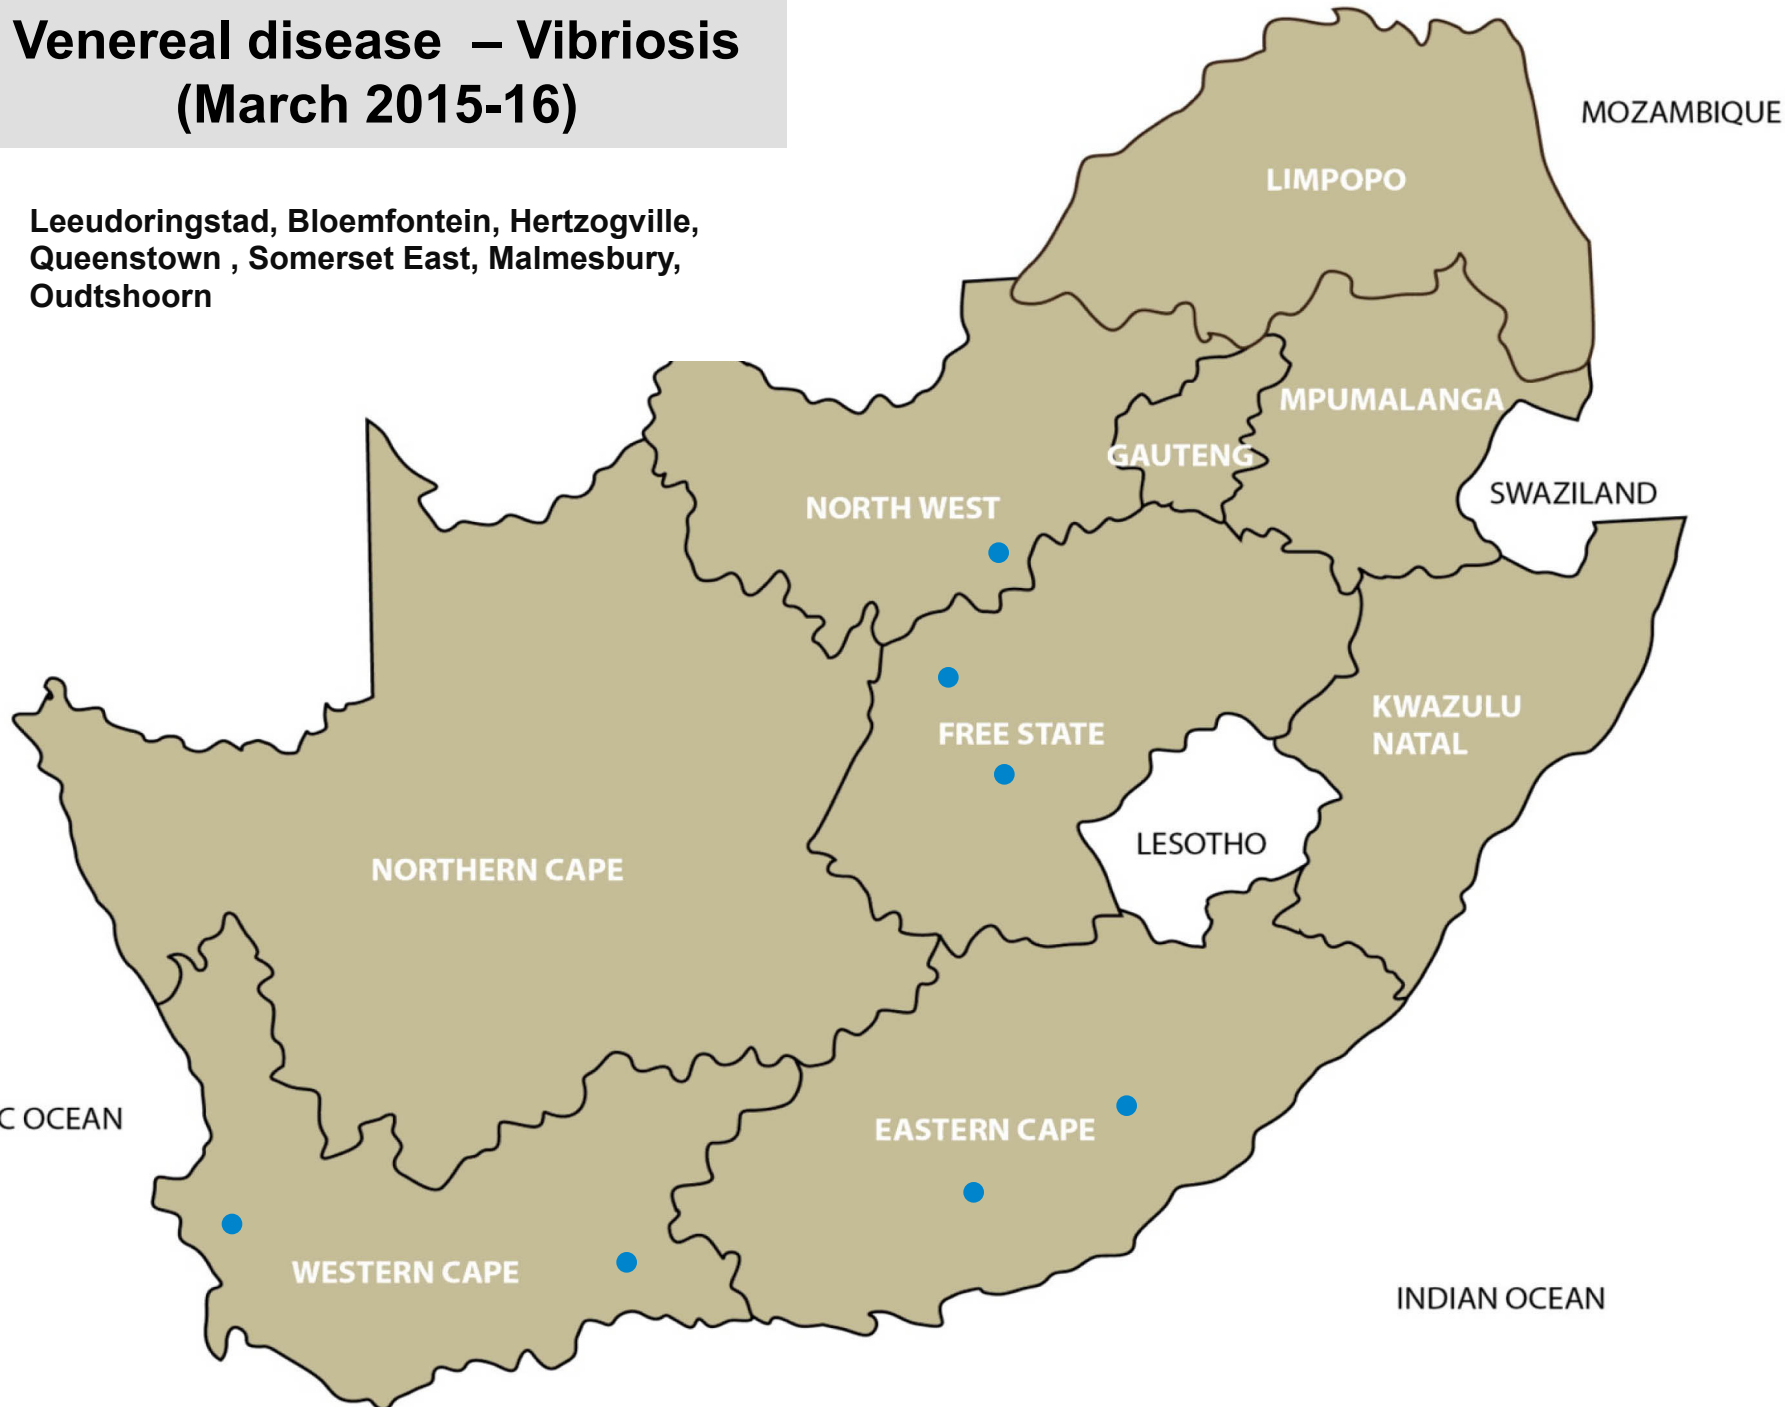 Venereal disease – Vibriosis
(March 2015-16)
Leeudoringstad, Bloemfontein, Hertzogville,
Queenstown , Somerset East, Malmesbury,
Oudtshoorn
MOZAMBIQUE
LIMPOPO
MPUMALANGA
GAUTENG
SWAZILAND
NORTH WEST
KWAZULU
NATAL
FREE STATE
LESOTHO
NORTHERN CAPE
C OCEAN
EASTERN CAPE
WESTERN CAPE
INDIAN OCEAN